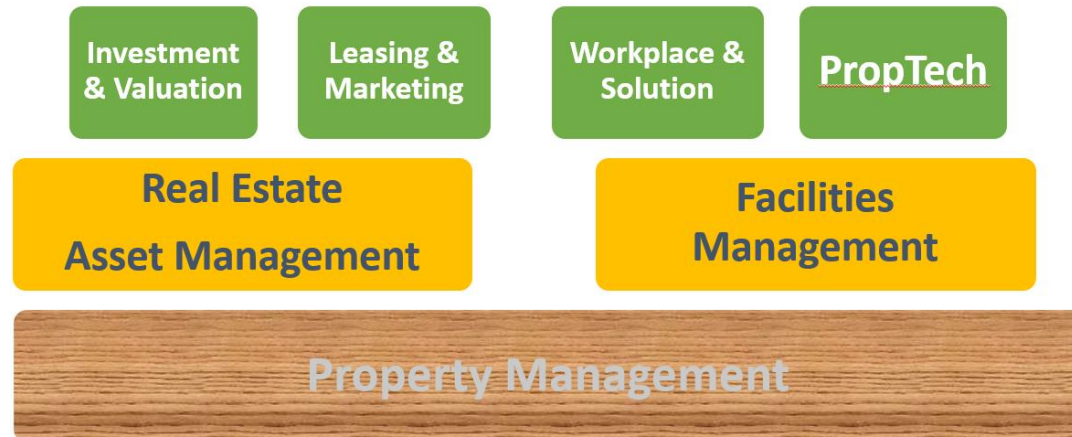 Investment
& Valuation
Leasing &
Marketing
Workplace &
Solution
PropTech
Real Estate
Asset Management
Facilities
Management
Property Management